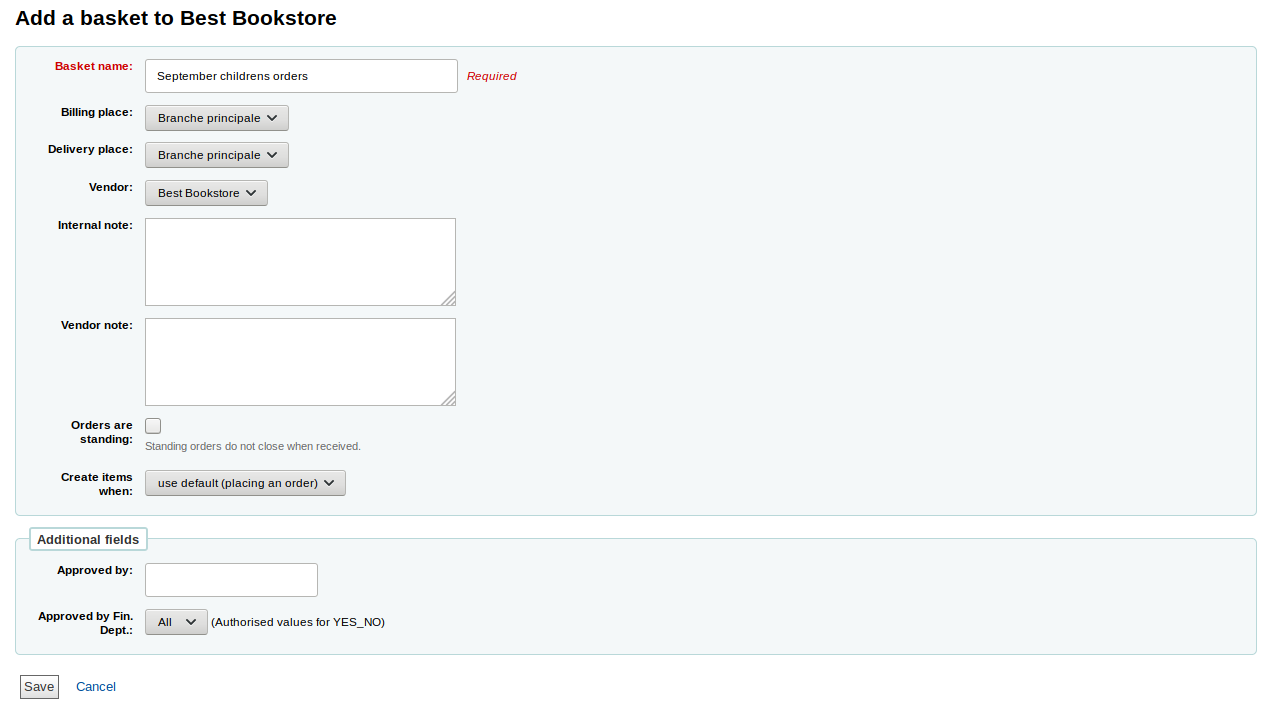 Add a basket to Best Bookstore
Basket name: September childrens orders Required
Billing place: Branche principale
Delivery place: Branche principale
Vendor: Best Bookstore
Internal note:
Vendor note:
Orders are
standing:
Standing orders do not close when received.
Create items
when: use default (placing an order)
Additional fields
Approved by:
Approved by Fin.
Dept.: All (Authorised values for YES_NO)
Save Cancel